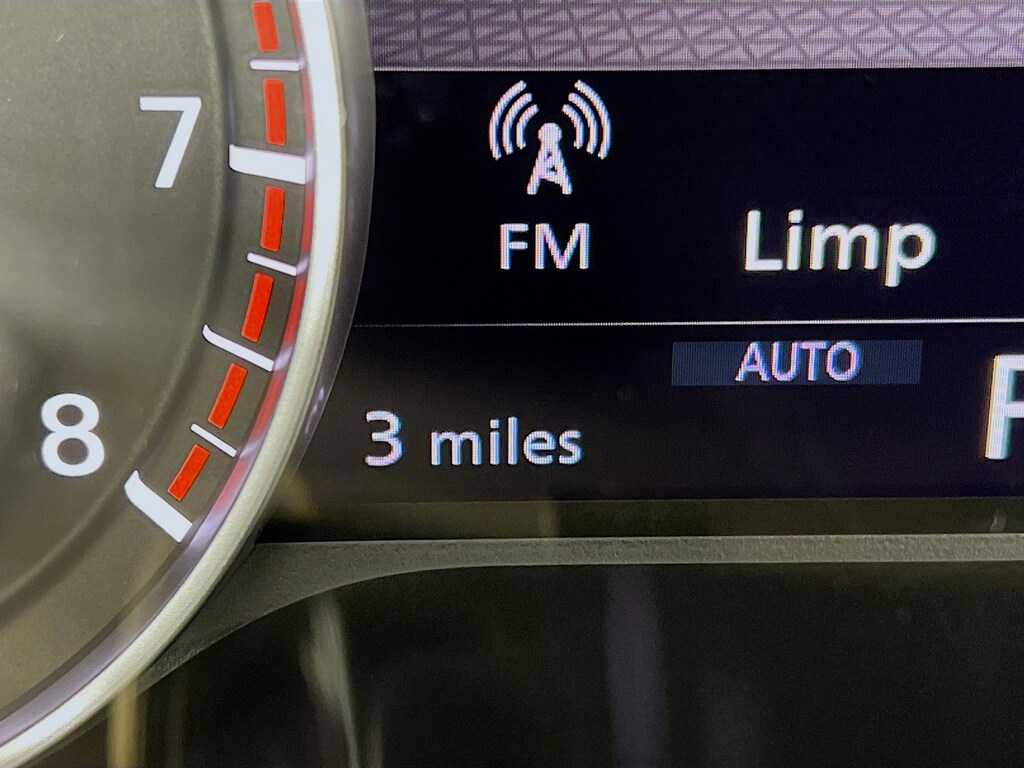 7
FM
Limp
AUTO
8
3 miles